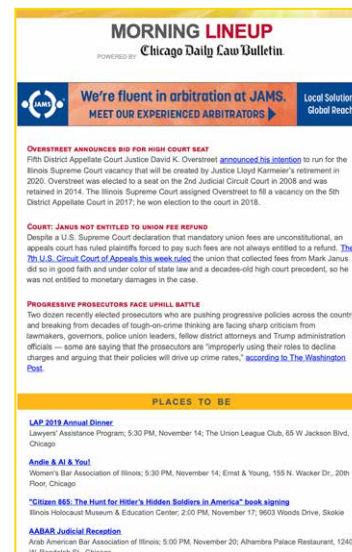 MORNING LINEUP
POWERED BY Chicago Daily Law Bulletin.
JAMS
We're fluent in arbitration at JAMS.
MEET OUR EXPERIENCED ARBITRATORS
Local Solution
Global Reach
OVERSTREET ANNOUNCES BID FOR HIGH COURT SEAT
Fifth District Appellate Court Justice David K. Overstreet announced his intention to run for the
Illinois Supreme Court vacancy that will be created by Justice Lloyd Karmeier's retirement in
2020. Overstreet was elected to a seat on the 2nd Judicial Circuit Court in 2008 and was
retained in 2014. The Illinois Supreme Court assigned Overstreet to fill a vacancy on the 5th
District Appellate Court in 2017; he won election to the court in 2018.
COURT: JANUS NOT ENTITLED TO UNION FEE REFUND
Despite a U.S. Supreme Court declaration that mandatory union fees are unconstitutional, an
appeals court has ruled plaintiffs forced to pay such fees are not always entitled to a refund. The
7th U.S. Circuit Court of Appeals this week ruled the union that collected fees from Mark Janus
did so in good faith and under color of state law and a decades-old high court precedent, so he
was not entitled to monetary damages in the case.
PROGRESSIVE PROSECUTORS FACE UPHILL BATTLE
Two dozen recently elected prosecutors who are pushing progressive policies across the country
and breaking from decades of tough-on-crime thinking are facing sharp criticism from
lawmakers, governors, police union leaders, fellow district attorneys and Trump administration
officials — some are saying that the prosecutors are "improperly using their roles to decline
charges and arguing that their policies will drive up crime rates," according to The Washington
Post.
PLACES TO BE
LAP 2019 Annual Dinner
Lawyers' Assistance Program; 5:30 PM, November 14; The Union League Club, 65 W Jackson Blvd,
Chicago
Andie & Al & You!
Women's Bar Association of Illinois; 5:30 PM, November 14; Ernst & Young, 155 N. Wacker Dr., 20th
Floor, Chicago
"Citizen 865: The Hunt for Hitler's Hidden Soldiers in America" book signing
Illinois Holocaust Museum & Education Center; 2:00 PM, November 17; 9603 Woods Drive, Skokie
AABAR Judicial Reception
Arab American Bar Association of Illinois; 5:00 PM, November 20; Alhambra Palace Restaurant, 1240
W. Randolph St., Chicago